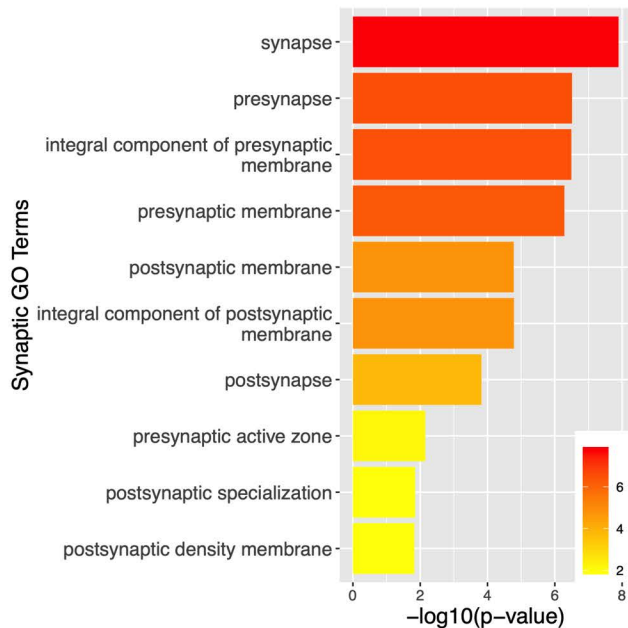 synapse
presynapse
integral component of presynaptic
membrane
presynaptic membrane
postsynaptic membrane
integral component of postsynaptic
membrane
postsynapse
presynaptic active zone
postsynaptic specialization
postsynaptic density membrane
Synaptic GO Terms
6
4
2
0 2 4 6 8
−log10(p-value)